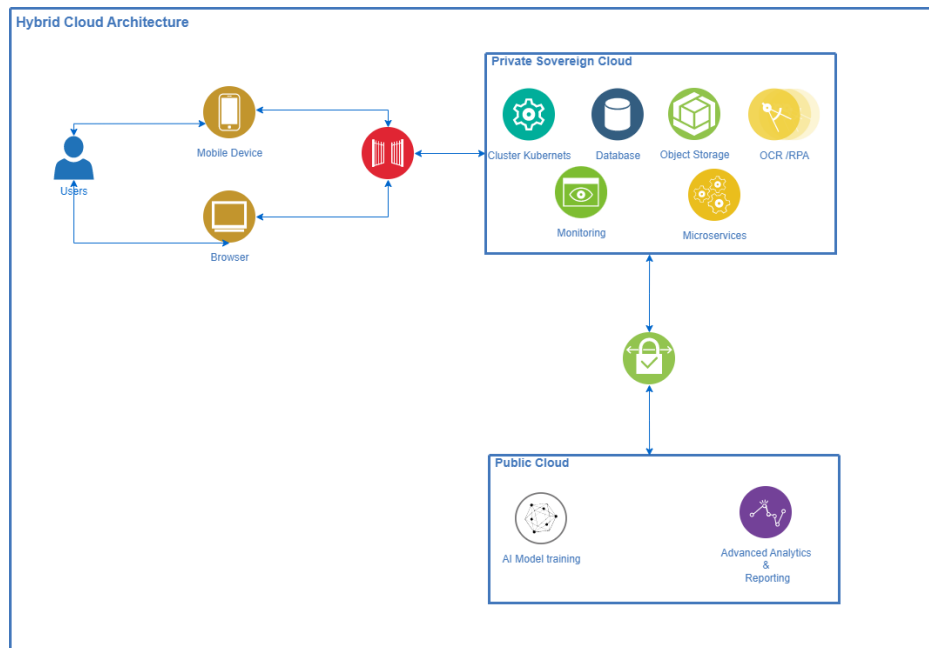 Hybrid Cloud Architecture
Private Sovereign Cloud
Cluster Kubernets
Database
Object Storage
OCR /RPA
Mobile Device
Users
Monitoring
Microservices
Browser
Public Cloud
AI Model training
Advanced Analytics
&
Reporting